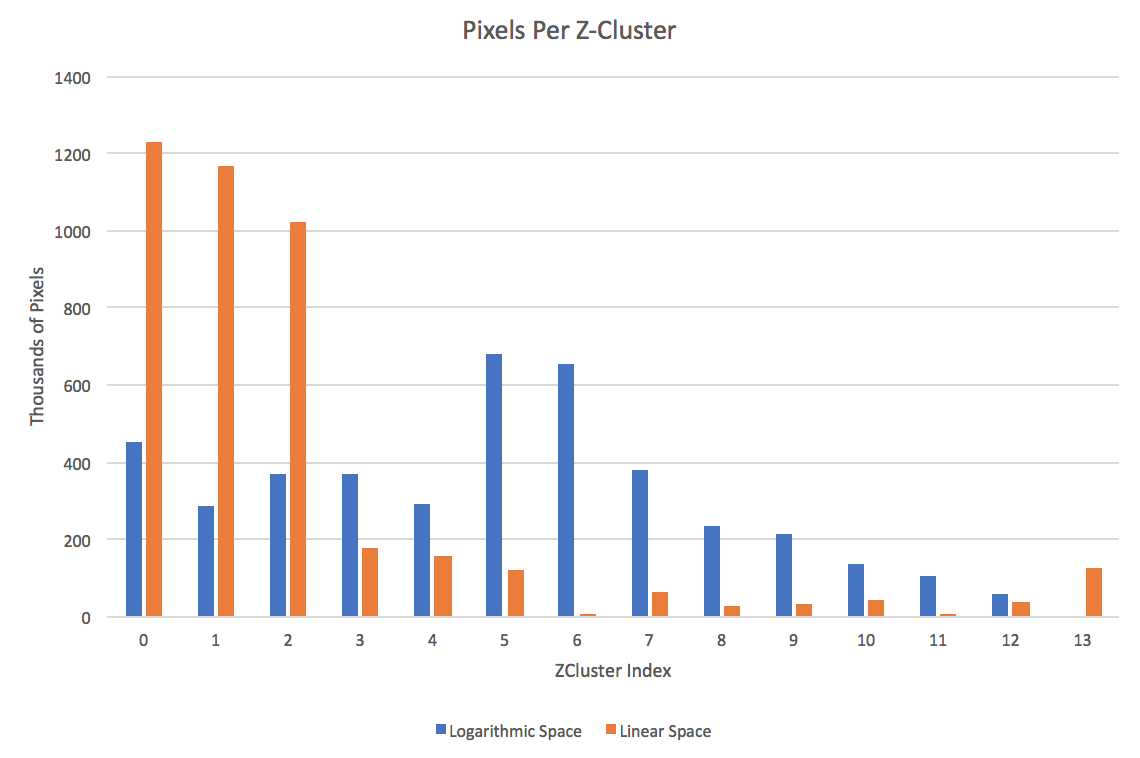 Pixels Per Z-Cluster
1400
1200
1000
800
600
400
200
0
Thousands of Pixels
0 1 2 3 4 5 6 7 8 9 10 11 12 13
ZCluster Index
Logarithmic Space Linear Space